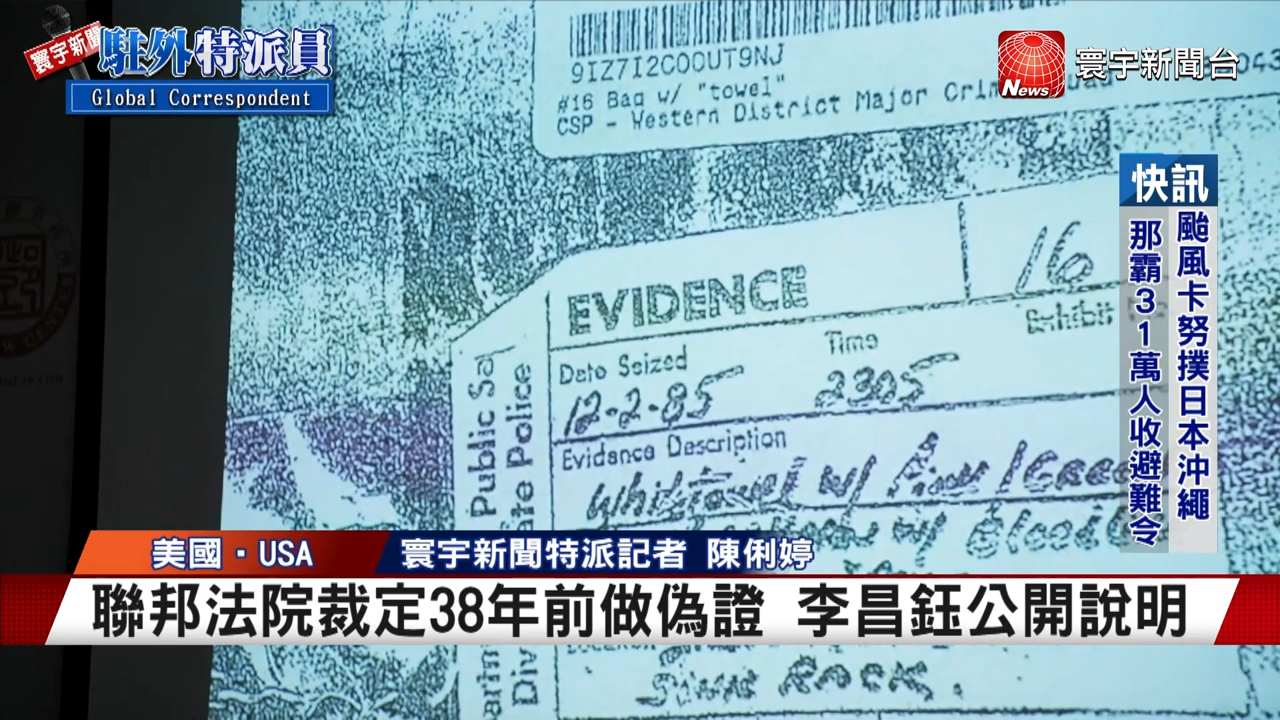 寰宇新聞
駐外特派員
Global Correspondent
News
寰宇新聞台
9IZ7I2COOUT9NJ
#16 Bag w/ "towel"
CSP - Western District Major
快訊
颱風卡努撲日本沖繩
那霸31萬人收避難令
EVIDENCE
16
Exhibit
Date Seized
Time
12-2-85
2305
Evidence Description
w/
w/
Public Sa
Police
美國·USA
寰宇新聞特派記者 陳俐婷
聯邦法院裁定38年前做偽證 李昌鈺公開說明
Div